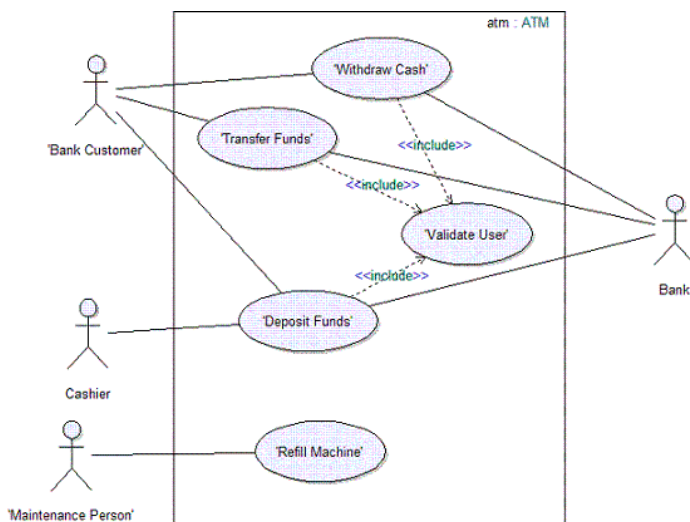 atm : ATM
'Withdraw Cash'
'Transfer Funds'
<<include>>
'Bank Customer'
<<include>>
'Validate User'
<<include>>
Bank
'Deposit Funds'
Cashier
'Refill Machine'
'Maintenance Person'